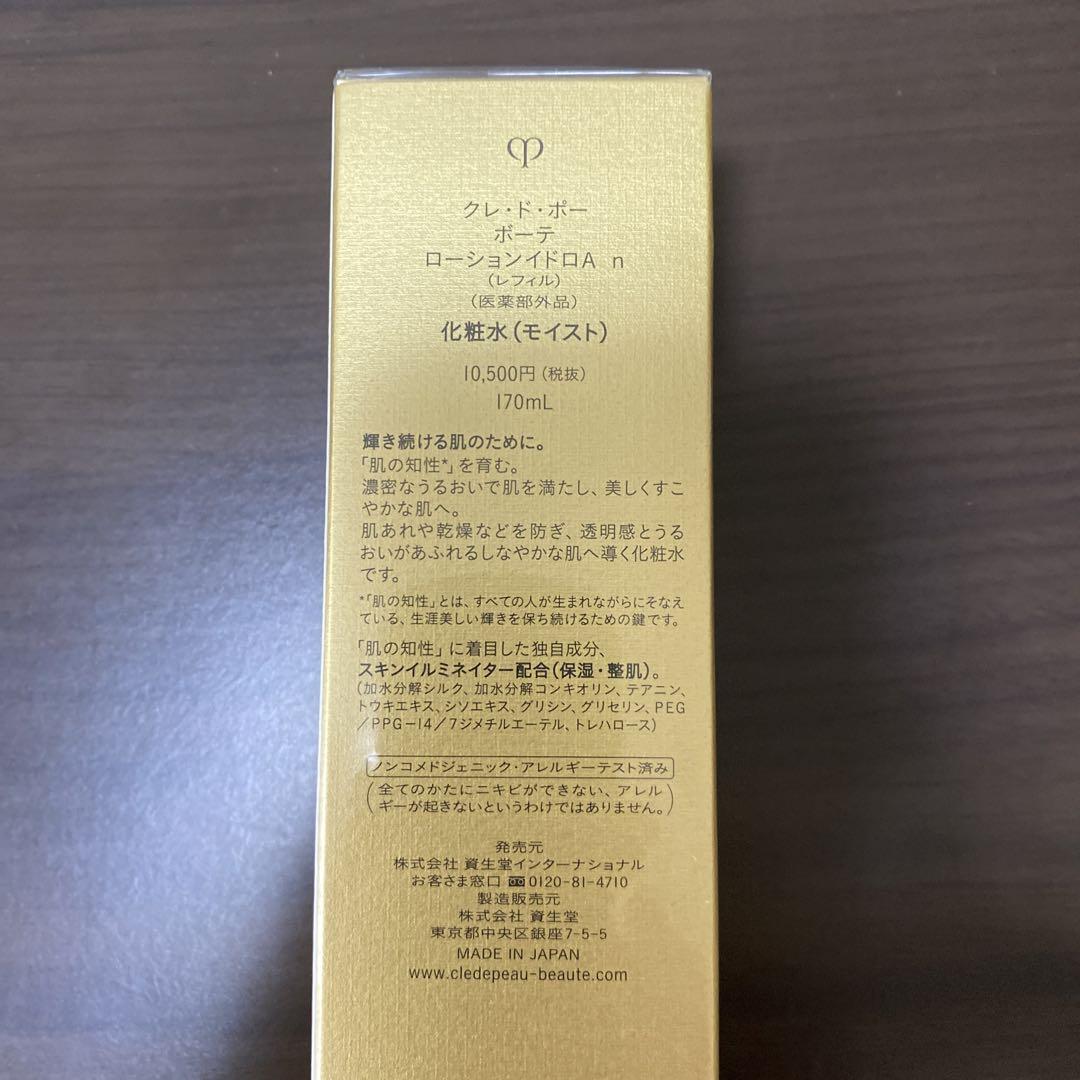 クレ・ド・ポー
ボーテ
ローションイドロA n
(レフィル)
(医薬部外品)
化粧水(モイスト)
10,500円(税抜)
170mL
輝き続ける肌のために。
「肌の知性*」を育む。
濃密なうるおいで肌を満たし、美しくすこ
やかな肌へ。
肌あれや乾燥などを防ぎ、透明感とうる
おいがあふれるしなやかな肌へ導く化粧水
です。
*「肌の知性」とは、すべての人が生まれながらにそなえ
ている、生涯美しい輝きを保ち続けるための鍵です。
「肌の知性」に着目した独自成分、
スキンイルミネイター配合(保湿・整肌)。
(加水分解シルク、加水分解コンキオリン、テアニン、
トウキエキス、シソエキス、グリシン、グリセリン、PEG
/PPG-14/7ジメチルエーテル、トレハロース)
ノンコメドジェニック・アレルギーテスト済み
(全てのかたにニキビができない、アレル
ギーが起きないというわけではありません。)
発売元
株式会社 資生堂インターナショナル
お客さま窓口 0120-81-4710
製造販売元
株式会社 資生堂
東京都中央区銀座7-5-5
MADE IN JAPAN
www.cledepeau-beaute.com